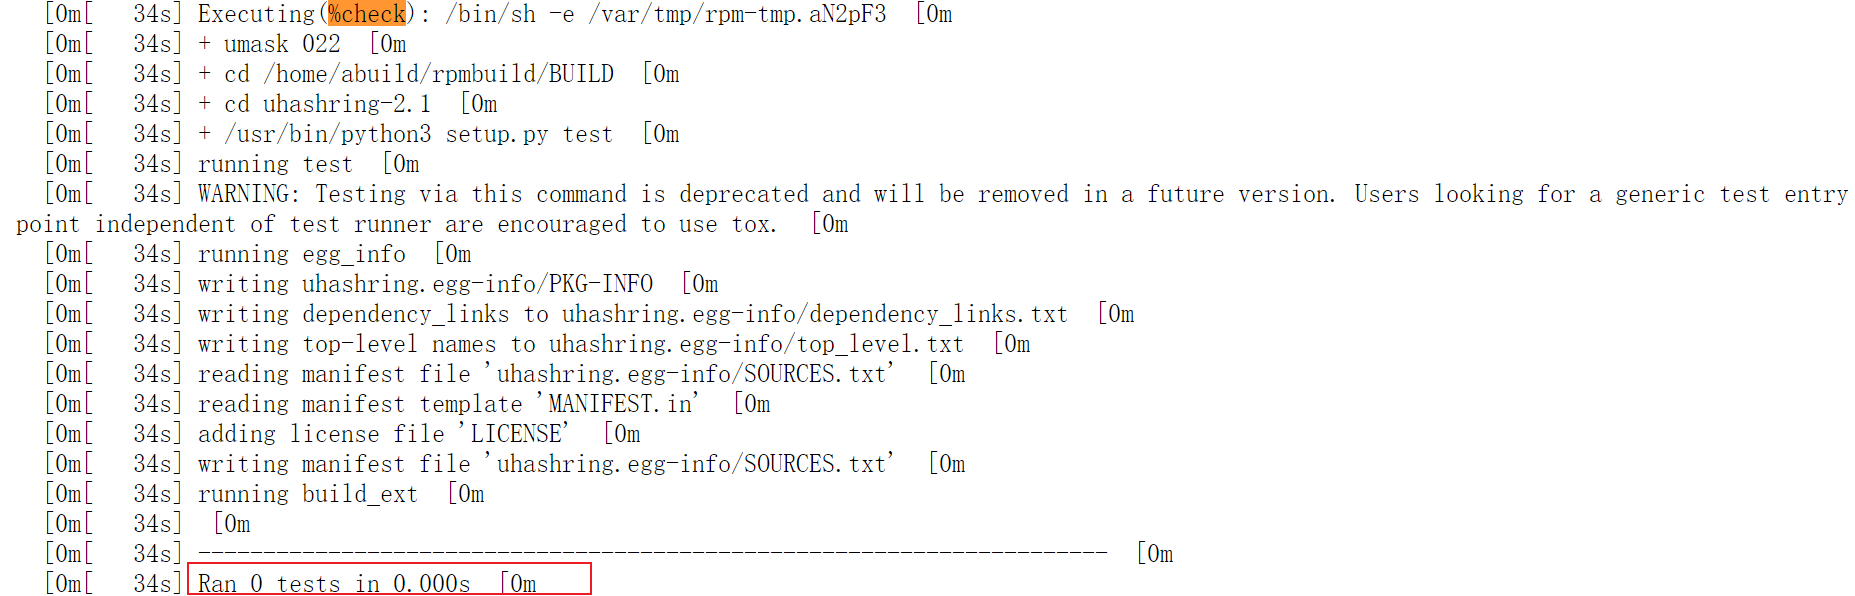 [0m[   34s] Executing(%check): /bin/sh -e /var/tmp/rpm-tmp.aN2pF3  [0m
[0m[   34s] + umask 022  [0m
[0m[   34s] + cd /home/abuild/rpmbuild/BUILD  [0m
[0m[   34s] + cd uhashring-2.1  [0m
[0m[   34s] + /usr/bin/python3 setup.py test  [0m
[0m[   34s] running test  [0m
[0m[   34s] WARNING: Testing via this command is deprecated and will be removed in a future version. Users looking for a generic test entry
point independent of test runner are encouraged to use tox.  [0m
[0m[   34s] running egg_info  [0m
[0m[   34s] writing uhashring.egg-info/PKG-INFO  [0m
[0m[   34s] writing dependency_links to uhashring.egg-info/dependency_links.txt  [0m
[0m[   34s] writing top-level names to uhashring.egg-info/top_level.txt  [0m
[0m[   34s] reading manifest file 'uhashring.egg-info/SOURCES.txt'  [0m
[0m[   34s] reading manifest template 'MANIFEST.in'  [0m
[0m[   34s] adding license file 'LICENSE'  [0m
[0m[   34s] writing manifest file 'uhashring.egg-info/SOURCES.txt'  [0m
[0m[   34s] running build_ext  [0m
[0m[   34s]  [0m
[0m[   34s] ----------------------------------------------------------------------  [0m
[0m[   34s] Ran 0 tests in 0.000s  [0m